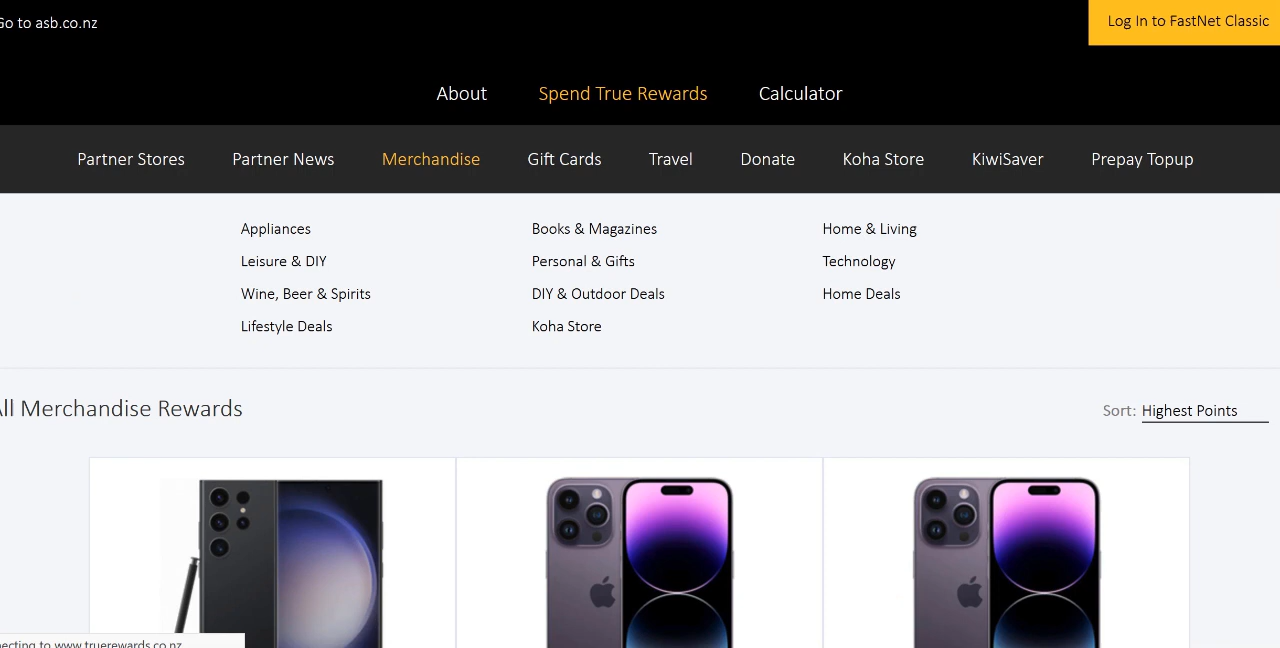 Go to asb.co.nz
Log In to FastNet Classic
About Spend True Rewards Calculator
Partner Stores Partner News Merchandise Gift Cards Travel Donate Koha Store KiwiSaver Prepay Topup
Appliances Books & Magazines Home & Living
Leisure & DIY Personal & Gifts Technology
Wine, Beer & Spirits DIY & Outdoor Deals Home Deals
Lifestyle Deals Koha Store
All Merchandise Rewards
Sort: Highest Points
necting to www.truerewards.co.nz